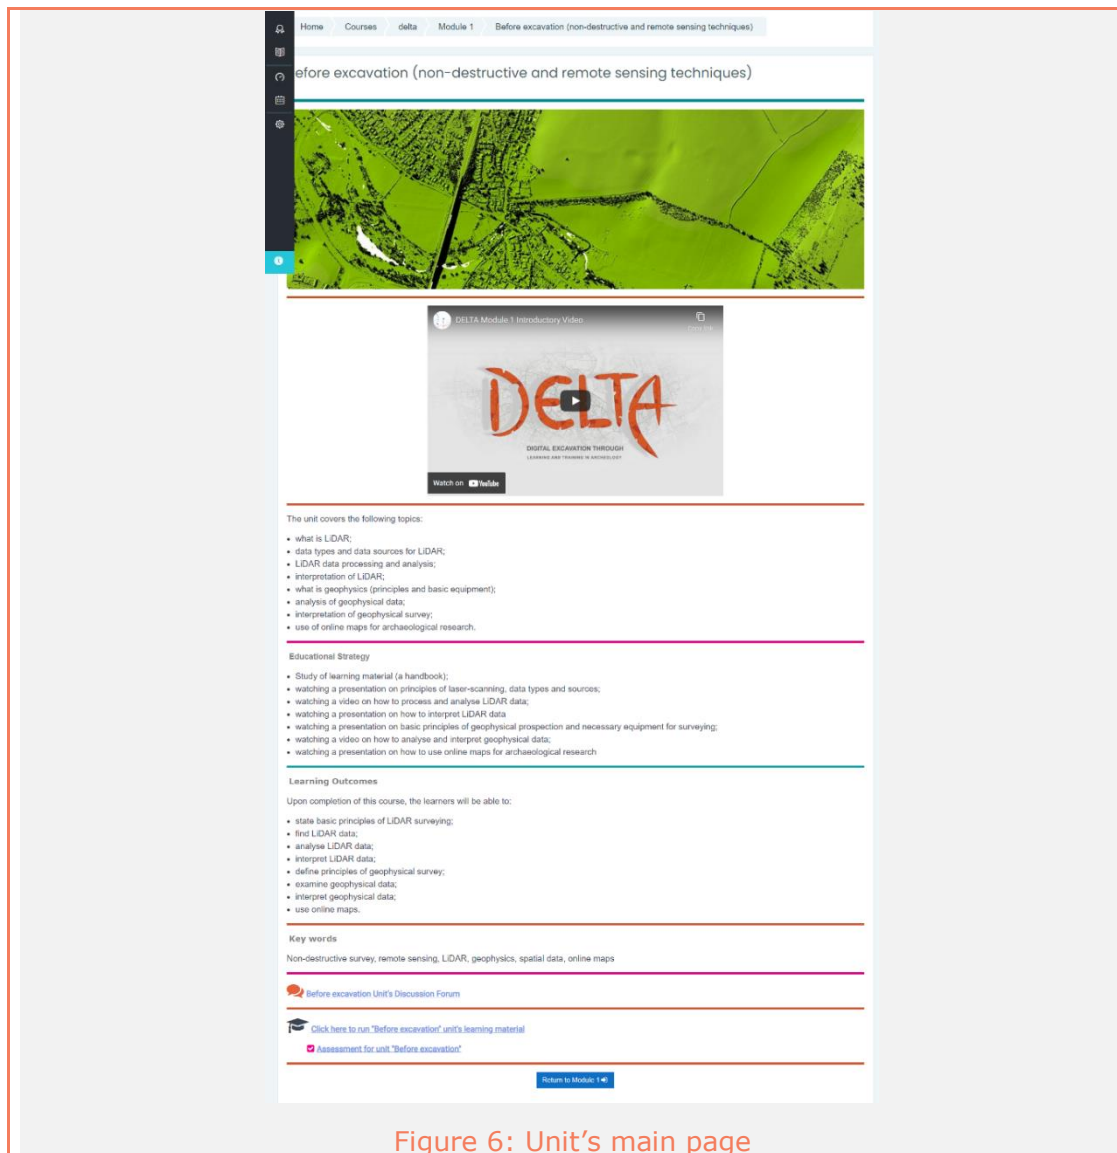 Home Courses delta Module 1 Before excavation (non-destructive and remote sensing techniques)
efore excavation (non-destructive and remote sensing techniques)
DELTA Module 1 Introductory Video
DELTA
DIGITAL EXCAVATION THROUGH
LEARNING AND TRAINING IN ARCHEOLOGY
Watch on YouTube
The unit covers the following topics:
• what is LiDAR;
• data types and data sources for LiDAR;
• LiDAR data processing and analysis;
• interpretation of LiDAR;
• what is geophysics (principles and basic equipment);
• analysis of geophysical data;
• interpretation of geophysical survey;
• use of online maps for archaeological research.
Educational Strategy
• Study of learning material (a handbook);
• watching a presentation on principles of laser-scanning, data types and sources;
• watching a video on how to process and analyse LiDAR data;
• watching a presentation on how to interpret LiDAR data
• watching a presentation on basic principles of geophysical prospection and necessary equipment for surveying;
• watching a video on how to analyse and interpret geophysical data;
• watching a presentation on how to use online maps for archaeological research
Learning Outcomes
Upon completion of this course, the learners will be able to:
• state basic principles of LiDAR surveying;
• find LiDAR data;
• analyse LiDAR data;
• interpret LiDAR data;
• define principles of geophysical survey;
• examine geophysical data;
• interpret geophysical data;
• use online maps.
Key words
Non-destructive survey, remote sensing, LiDAR, geophysics, spatial data, online maps
Before excavation Unit's Discussion Forum
Click here to run "Before excavation" unit's learning material
Assessment for unit "Before excavation"
Return to Module 1
Figure 6: Unit's main page